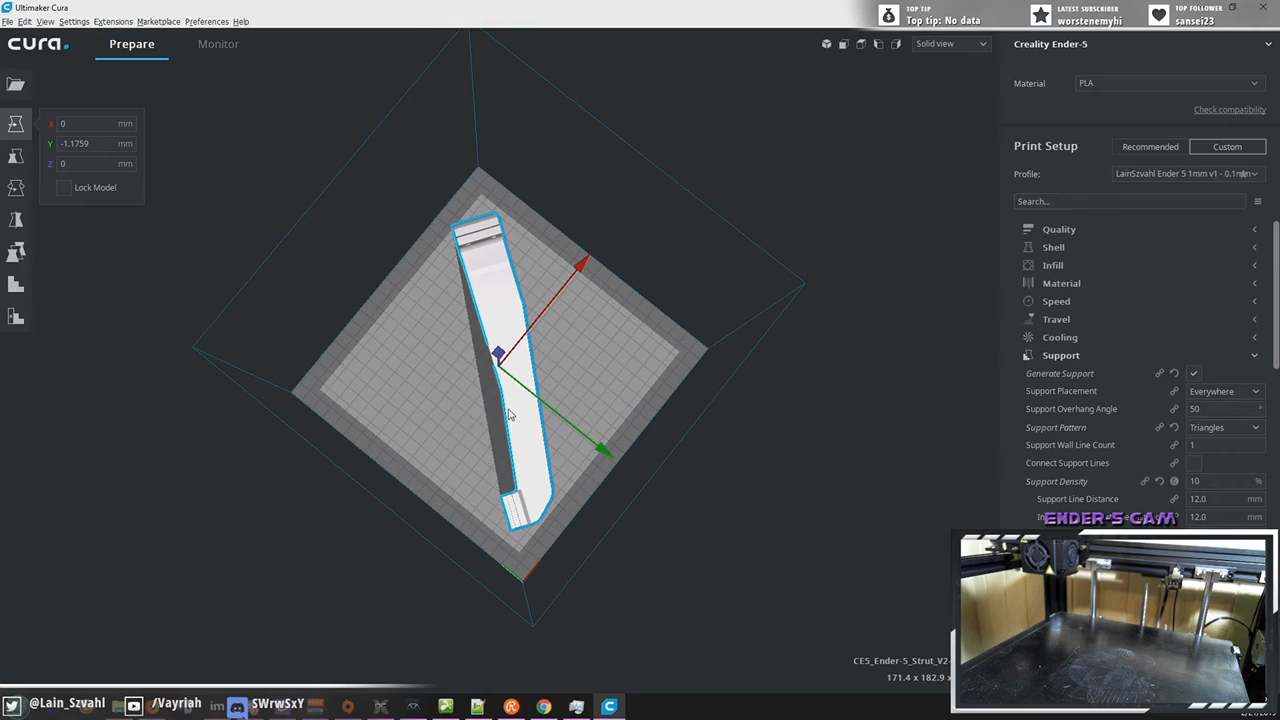 Ultimaker Cura
File Edit View Settings Extensions Marketplace Preferences Help
TOP TIP
Top tip: No data
LATEST SUBSCRIBER
worstenemyhi
TOP FOLLOWER
sansei23
cura.
Prepare
Monitor
Solid view
Creality Ender-5
Material
PLA
Check compatibility
X 0 mm
Y -1.1759 mm
Z 0 mm
Lock Model
Print Setup
Recommended
Custom
Profile:
LainSzvahl Ender 5 1mm v1 - 0.1mm
Search...
Quality
Shell
Infill
Material
Speed
Travel
Cooling
Support
Generate Support
Support Placement
Everywhere
Support Overhang Angle
50 °
Support Pattern
Triangles
Support Wall Line Count
1
Connect Support Lines
Support Density
10 %
Support Line Distance
12.0 mm
12.0 mm
ENDER-5 CAM
CE5_Ender-5_Strut_V2-
171.4 x 182.9
@Lain_Szvahl
/Vayriah
SWrwSxY